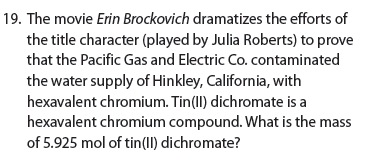 19. The movie Erin Brockovich dramatizes the efforts of
the title character (played by Julia Roberts) to prove
that the Pacific Gas and Electric Co. contaminated
the water supply of Hinkley, California, with
hexavalent chromium. Tin(II) dichromate is a
hexavalent chromium compound. What is the mass
of 5.925 mol of tin(II) dichromate?